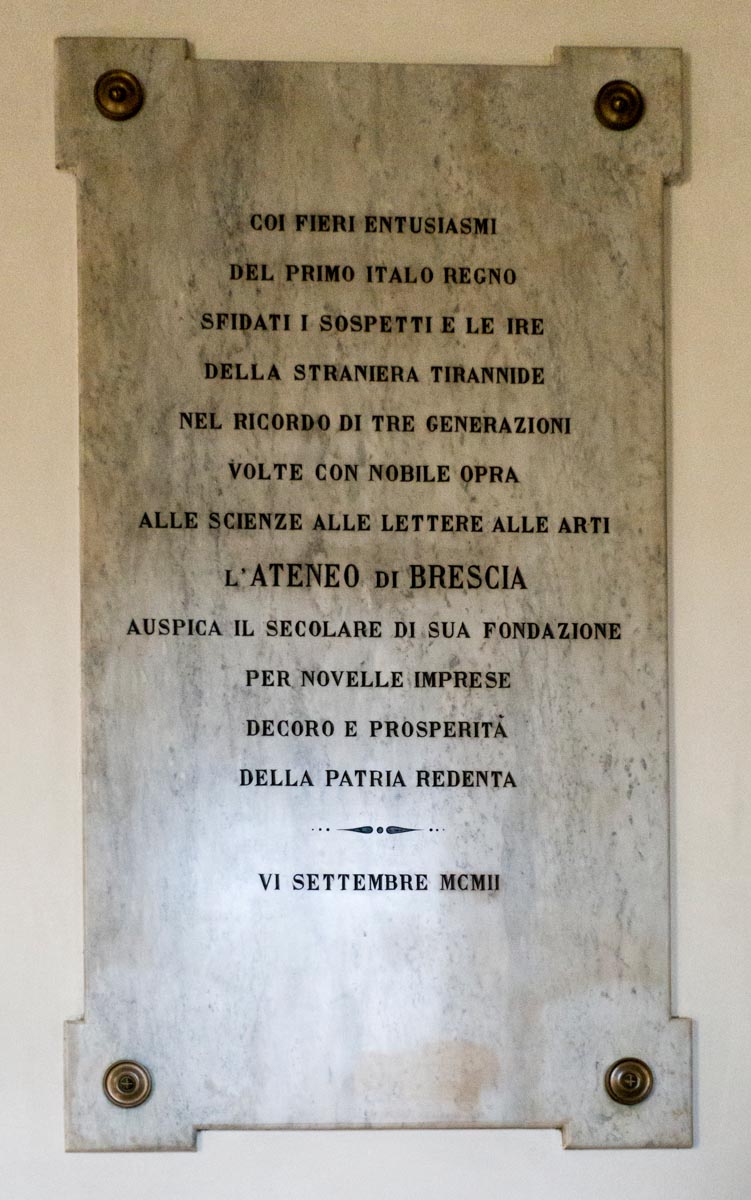 COI FIERI ENTUSIASMI
DEL PRIMO ITALO REGNO
SFIDATI I SOSPETTI E LE IRE
DELLA STRANIERA TIRANNIDE
NEL RICORDO DI TRE GENERAZIONI
VOLTE CON NOBILE OPRA
ALLE SCIENZE ALLE LETTERE ALLE ARTI
L'ATENEO DI BRESCIA
AUSPICA IL SECOLARE DI SUA FONDAZIONE
PER NOVELLE IMPRESE
DECORO E PROSPERITÀ
DELLA PATRIA REDENTA
VI SETTEMBRE MCMII